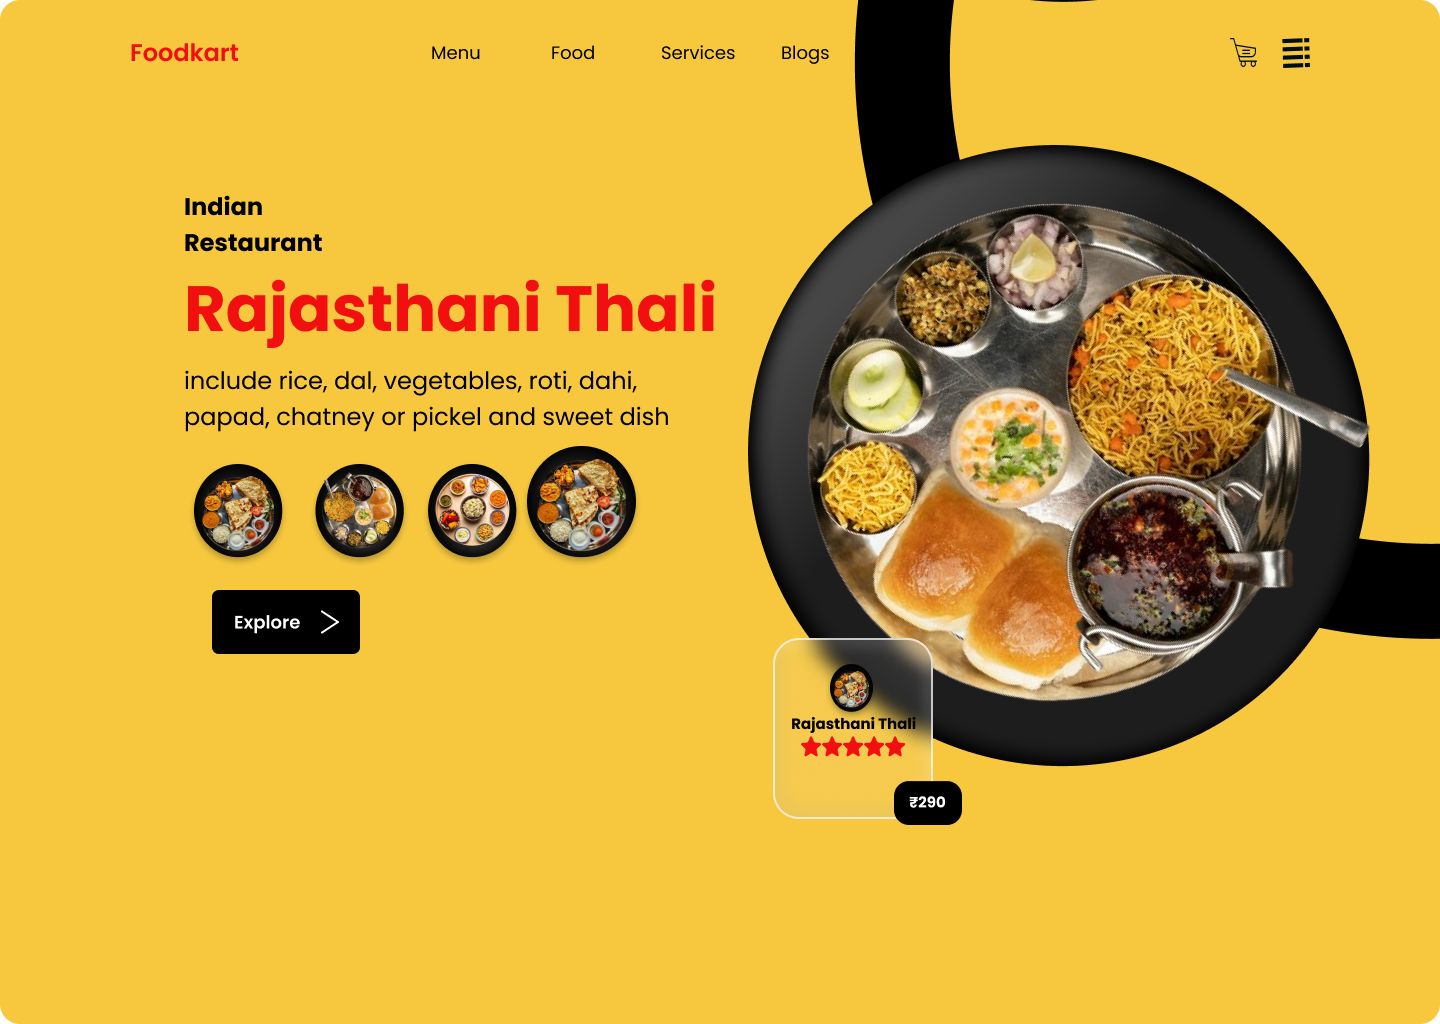 Foodkart
Menu
Food
Services
Blogs
Indian
Restaurant
Rajasthani Thali
include rice, dal, vegetables, roti, dahi,
papad, chatney or pickel and sweet dish
Explore
Rajasthani Thali
₹290